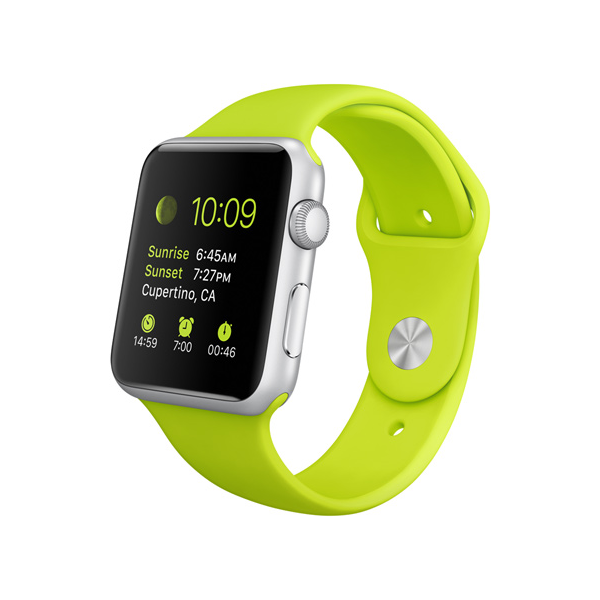 10:09
Sunrise 6:45AM
Sunset 7:27PM
Cupertino, CA
14:59 7:00 00:46